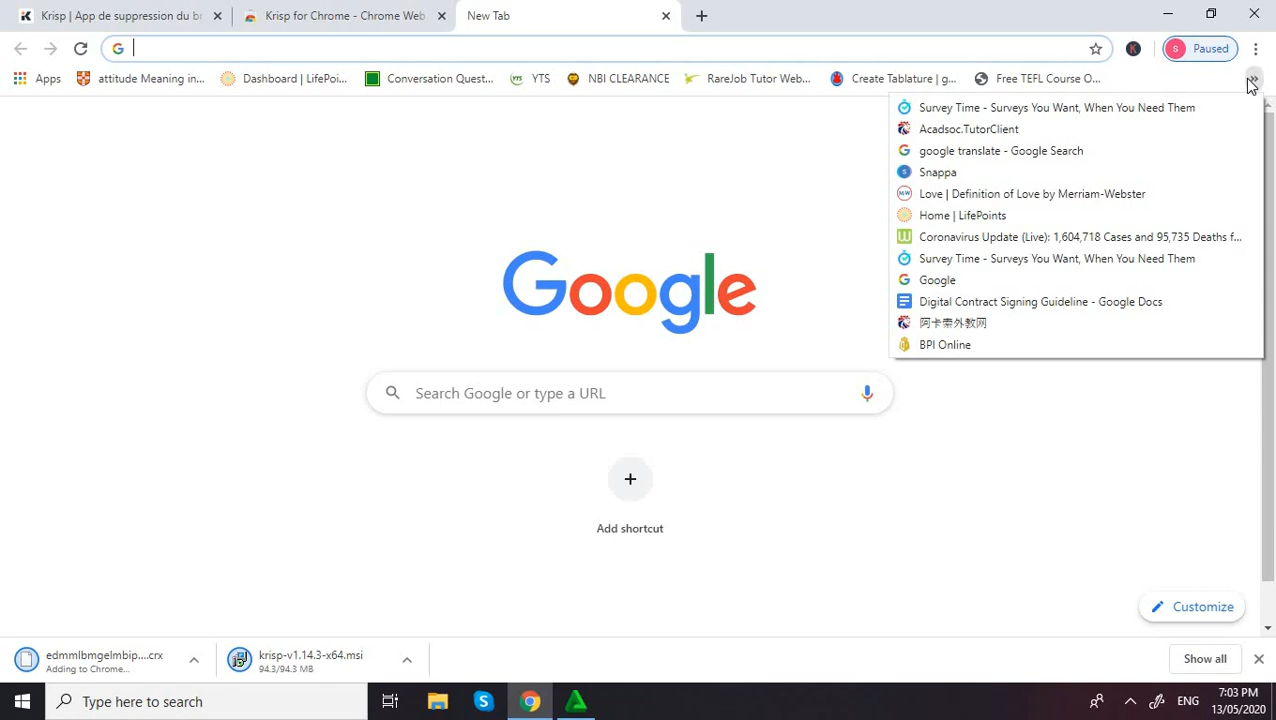 Krisp | App de suppression du br
Krisp for Chrome - Chrome Web
New Tab
Paused
Apps
attitude Meaning in...
Dashboard | LifePoi...
Conversation Quest...
YTS
NBI CLEARANCE
RareJob Tutor Web...
Create Tablature | g...
Free TEFL Course O...
Survey Time - Surveys You Want, When You Need Them
Acadsoc.TutorClient
google translate - Google Search
Snappa
Love | Definition of Love by Merriam-Webster
Home | LifePoints
Coronavirus Update (Live): 1,604,718 Cases and 95,735 Deaths f...
Survey Time - Surveys You Want, When You Need Them
Google
Digital Contract Signing Guideline - Google Docs
阿卡索外教网
BPI Online
Google
Search Google or type a URL
Add shortcut
Customize
edmmlbmgelmbip....crx
Adding to Chrome...
krisp-v1.14.3-x64.msi
94.3/94.3 MB
Show all
Type here to search
ENG
7:03 PM
13/05/2020